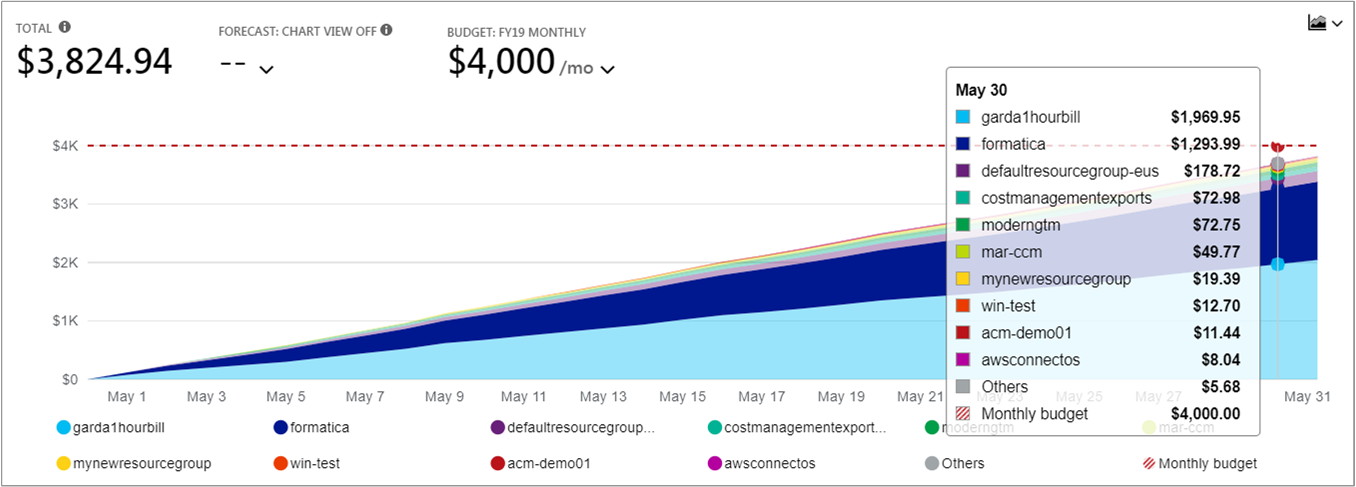 TOTAL
FORECAST: CHART VIEW OFF
BUDGET: FY19 MONTHLY
$3,824.94
--
$4,000 /mo
May 30
garda1hourbill $1,969.95
formatica $1,293.99
defaultresourcegroup-eus $178.72
costmanagementexports $72.98
moderngtm $72.75
mar-ccm $49.77
mynewresourcegroup $19.39
win-test $12.70
acm-demo01 $11.44
awsconnectos $8.04
Others $5.68
Monthly budget $4,000.00
$4K
$3K
$2K
$1K
$0
May 1 May 3 May 5 May 7 May 9 May 11 May 13 May 15 May 17 May 19 May 21 May 23 May 25 May 27 May 31
garda1hourbill formatica defaultresourcegroup... costmanagementexport... moderngtm mar-ccm
mynewresourcegroup win-test acm-demo01 awsconnectos Others Monthly budget